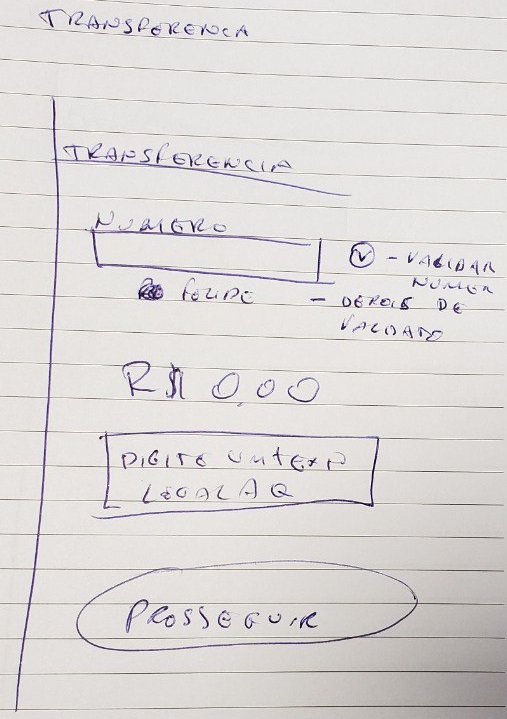 TRANSFERENCA
TRANSFERENCIA
NUMERO
V - VALIDAR
NUMER
FELIPE - DEPOIS DE
VALIDADO
R$ 0,00
DIGITE UM TEXTO
LEGAL AQ
PROSSEGUIR